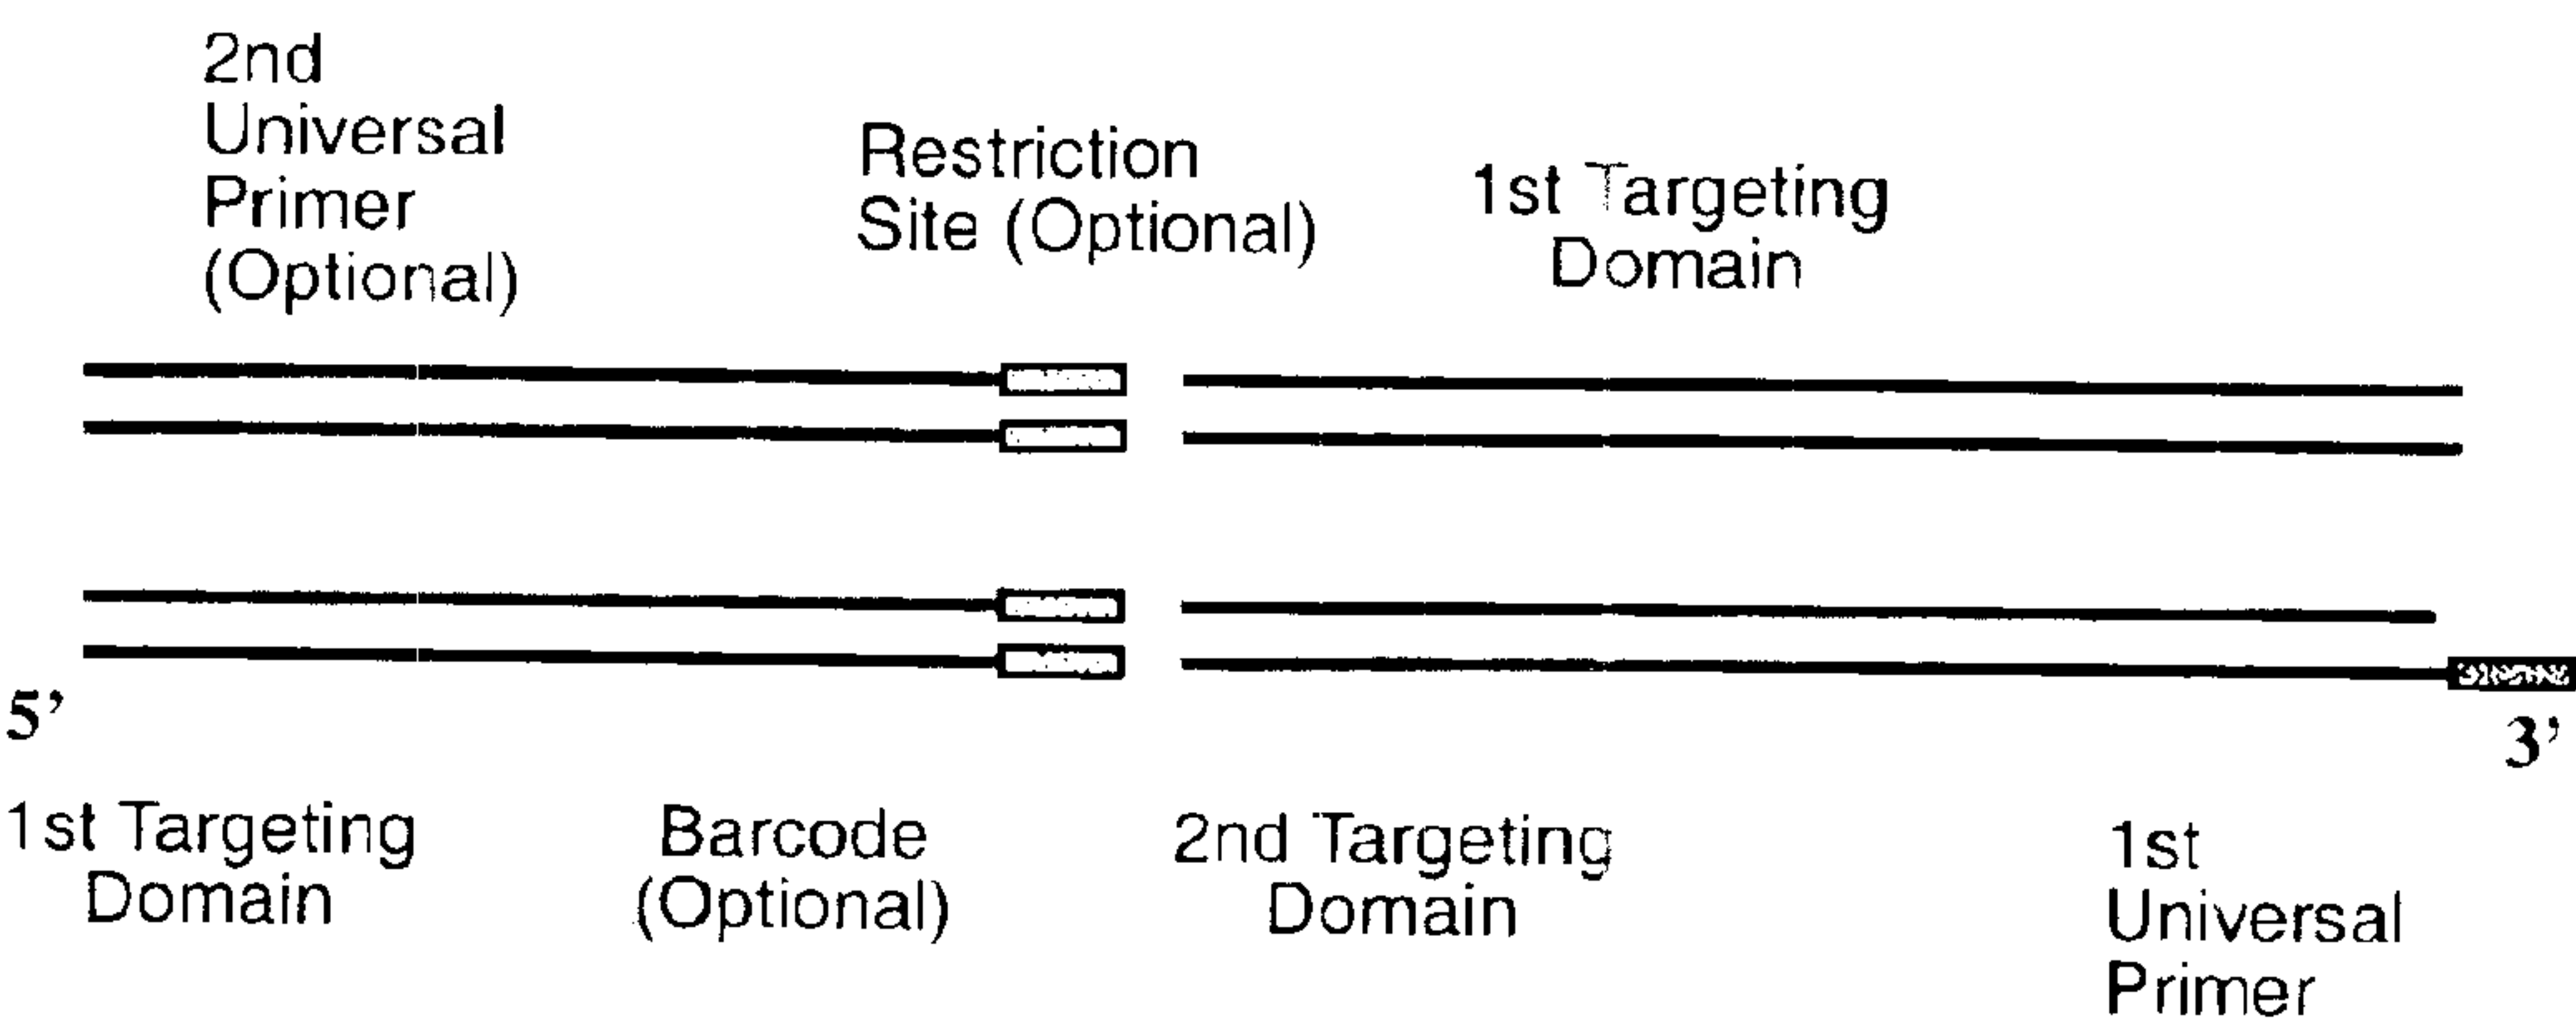 2nd
Universal
Primer
(Optional)
Restriction
Site (Optional)
1st Targeting
Domain
5’
3’
1st Targeting
Domain
Barcode
(Optional)
2nd Targeting
Domain
1st
Universal
Primer